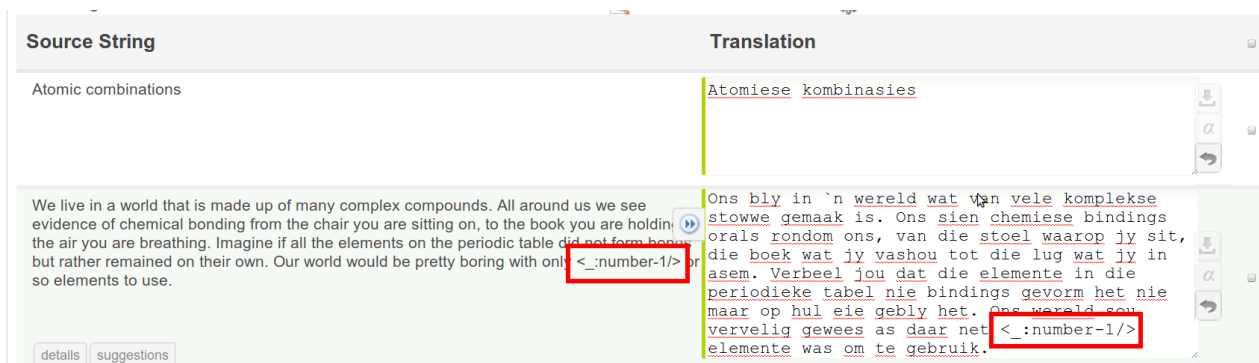 Source String
Translation
Atomic combinations
Atomiese kombinasies
α
We live in a world that is made up of many complex compounds. All around us we see
evidence of chemical bonding from the chair you are sitting on, to the book you are holding
the air you are breathing. Imagine if all the elements on the periodic table did not form bonds
but rather remained on their own. Our world would be pretty boring with only <_:number-1/> or
so elements to use.
Ons bly in `n wereld wat van vele komplekse
stowwe gemaak is. Ons sien chemiese bindings
orals rondom ons, van die stoel waarop jy sit,
die boek wat jy vashou tot die lug wat jy in
asem. Verbeel jou dat die elemente in die
periodieke tabel nie bindings gevorm het nie
maar op hul eie gebly het. Ons wereld sou
vervelig gewees as daar net <_:number-1/>
elemente was om te gebruik.
α
details
suggestions